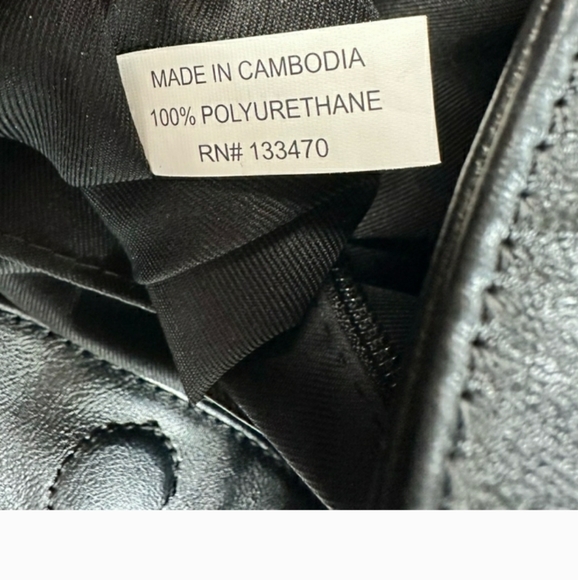 MADE IN CAMBODIA
100% POLYURETHANE
RN# 133470